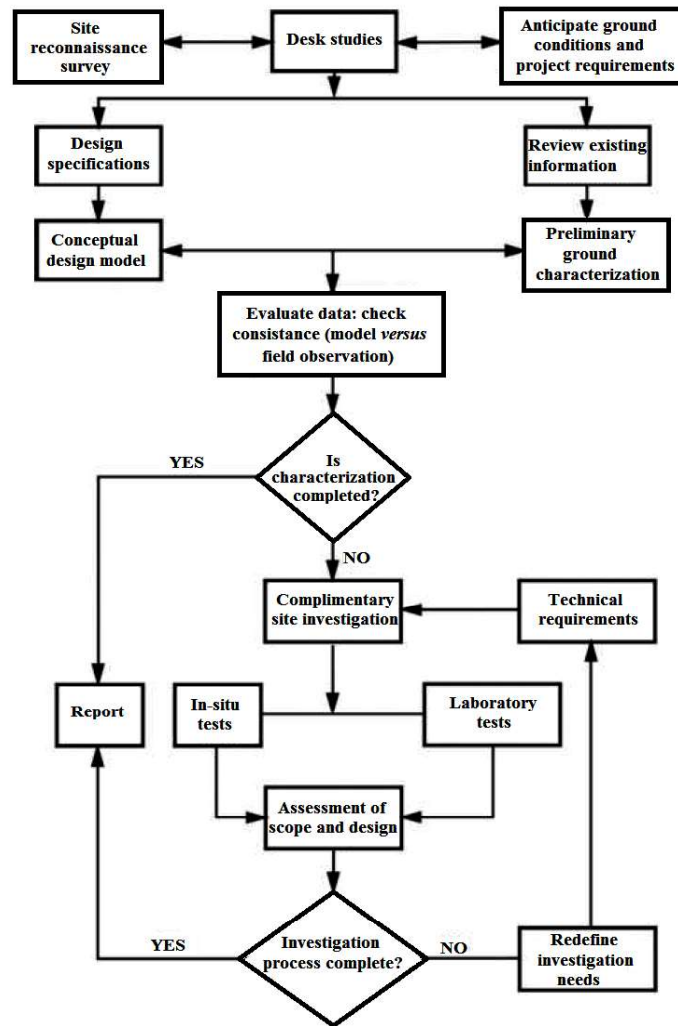 Site
reconnaissance
survey
Desk studies
Anticipate ground
conditions and
project requirements
Design
specifications
Review existing
information
Conceptual
design model
Preliminary
ground
characterization
Evaluate data: check
consistance (model versus
field observation)
YES
Is
characterization
completed?
NO
Complimentary
site investigation
Technical
requirements
Report
In-situ
tests
Laboratory
tests
Assessment of
scope and design
YES
Investigation
process complete?
NO
Redefine
investigation
needs